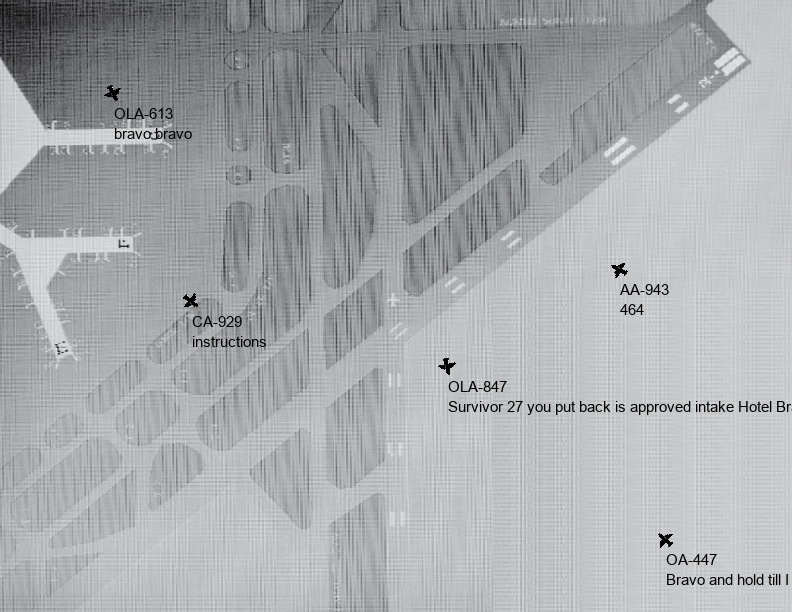 OLA-613
bravo bravo
AA-943
464
CA-929
instructions
OLA-847
Survivor 27 you put back is approved intake Hotel Br
OA-447
Bravo and hold till I